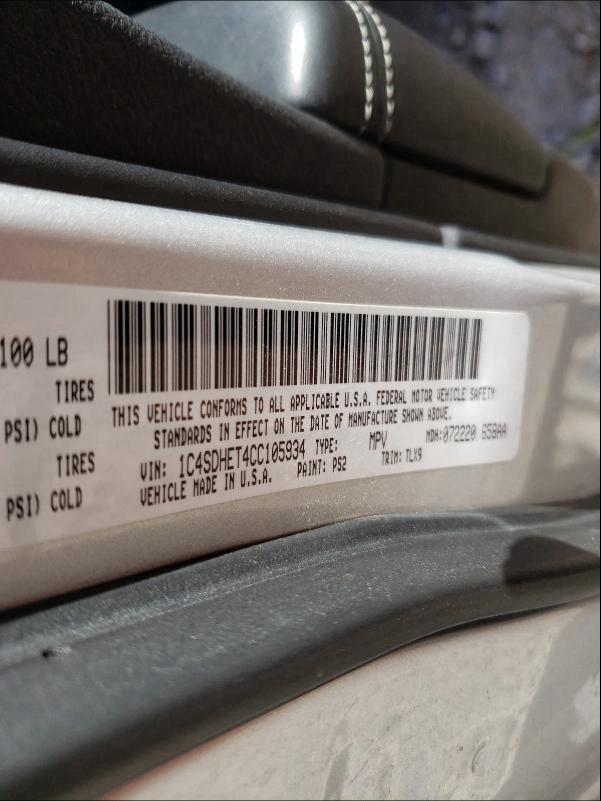 100 LB
TIRES
PSI) COLD
TIRES
PSI) COLD
THIS VEHICLE CONFORMS TO ALL APPLICABLE U.S.A. FEDERAL MOTOR VEHICLE SAFETY
STANDARDS IN EFFECT ON THE DATE OF MANUFACTURE SHOWN ABOVE.
VIN: 1C4SDHET4CC105934 TYPE: MPV MDH:072220 658AA
VEHICLE MADE IN U.S.A. PAINT: PS2 TRIM: TLX9